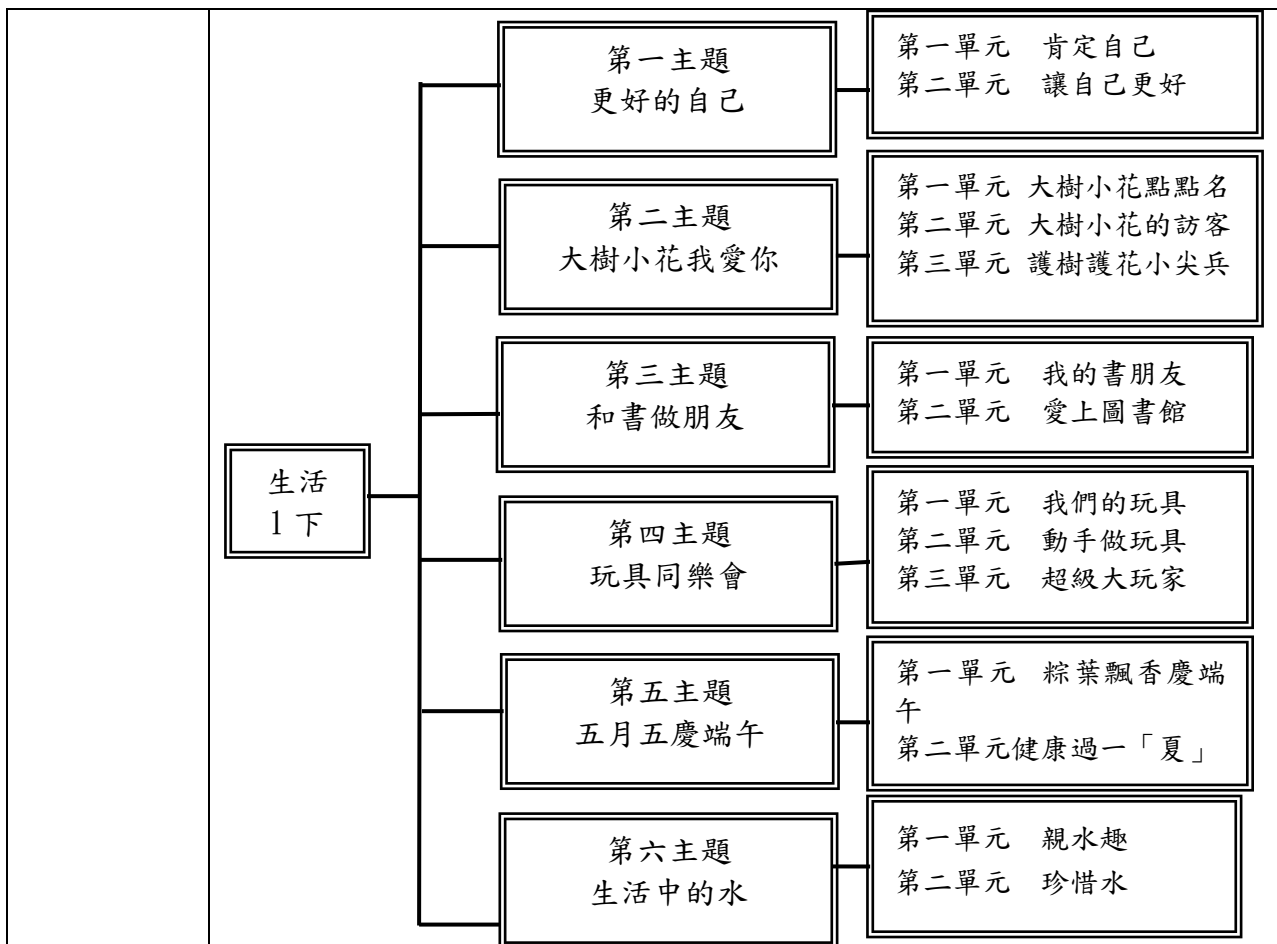 生活
1 下
第一主題
更好的自己
第一單元 肯定自己
第二單元 讓自己更好
第二主題
大樹小花我愛你
第一單元 大樹小花點點名
第二單元 大樹小花的訪客
第三單元 護樹護花小尖兵
第三主題
和書做朋友
第一單元 我的書朋友
第二單元 愛上圖書館
第四主題
玩具同樂會
第一單元 我們的玩具
第二單元 動手做玩具
第三單元 超級大玩家
第五主題
五月五慶端午
第一單元 粽葉飄香慶端
午
第二單元健康過一「夏」
第六主題
生活中的水
第一單元 親水趣
第二單元 珍惜水